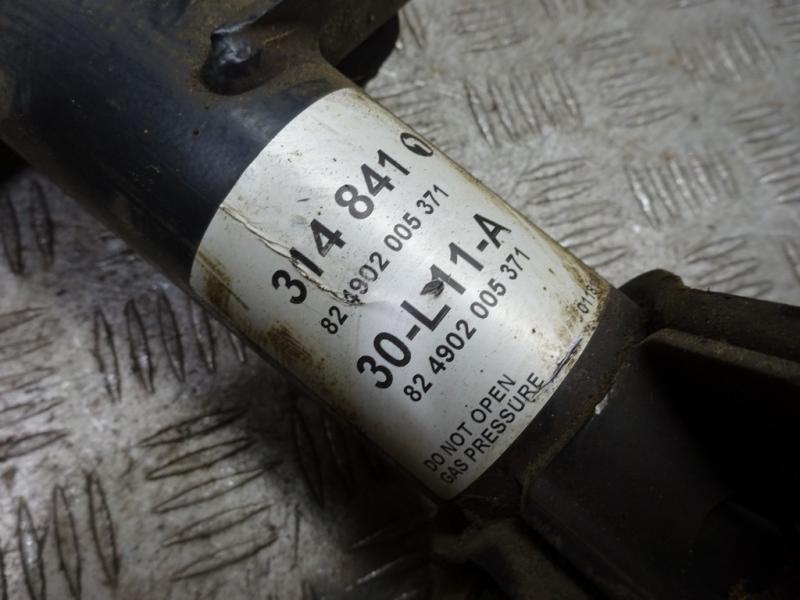 314 841
82 4902 005 371
30-L11-A
82 4902 005 371
DO NOT OPEN
GAS PRESSURE